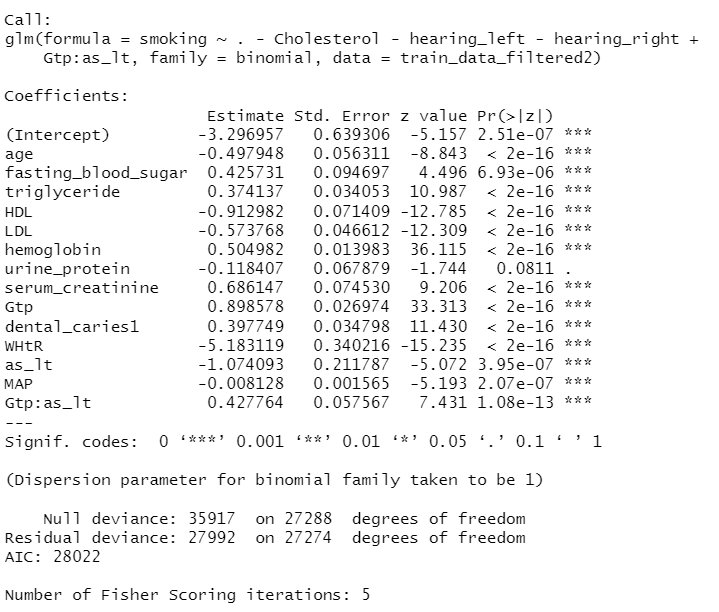 Call:
glm(formula = smoking ~ . - Cholesterol - hearing_left - hearing_right +
    Gtp:as_lt, family = binomial, data = train_data_filtered2)

Coefficients:
                     Estimate Std. Error z value Pr(>|z|)
(Intercept)         -3.296957   0.639306  -5.157 2.51e-07 ***
age                 -0.497948   0.056311  -8.843  < 2e-16 ***
fasting_blood_sugar  0.425731   0.094697   4.496 6.93e-06 ***
triglyceride         0.374137   0.034053  10.987  < 2e-16 ***
HDL                 -0.912982   0.071409 -12.785  < 2e-16 ***
LDL                 -0.573768   0.046612 -12.309  < 2e-16 ***
hemoglobin           0.504982   0.013983  36.115  < 2e-16 ***
urine_protein       -0.118407   0.067879  -1.744   0.0811 .
serum_creatinine     0.686147   0.074530   9.206  < 2e-16 ***
Gtp                  0.898578   0.026974  33.313  < 2e-16 ***
dental_caries1       0.397749   0.034798  11.430  < 2e-16 ***
WHtR                -5.183119   0.340216 -15.235  < 2e-16 ***
as_lt               -1.074093   0.211787  -5.072 3.95e-07 ***
MAP                 -0.008128   0.001565  -5.193 2.07e-07 ***
Gtp:as_lt            0.427764   0.057567   7.431 1.08e-13 ***
---
Signif. codes:  0 ‘***’ 0.001 ‘**’ 0.01 ‘*’ 0.05 ‘.’ 0.1 ‘ ’ 1

(Dispersion parameter for binomial family taken to be 1)

    Null deviance: 35917  on 27288  degrees of freedom
Residual deviance: 27992  on 27274  degrees of freedom
AIC: 28022

Number of Fisher Scoring iterations: 5